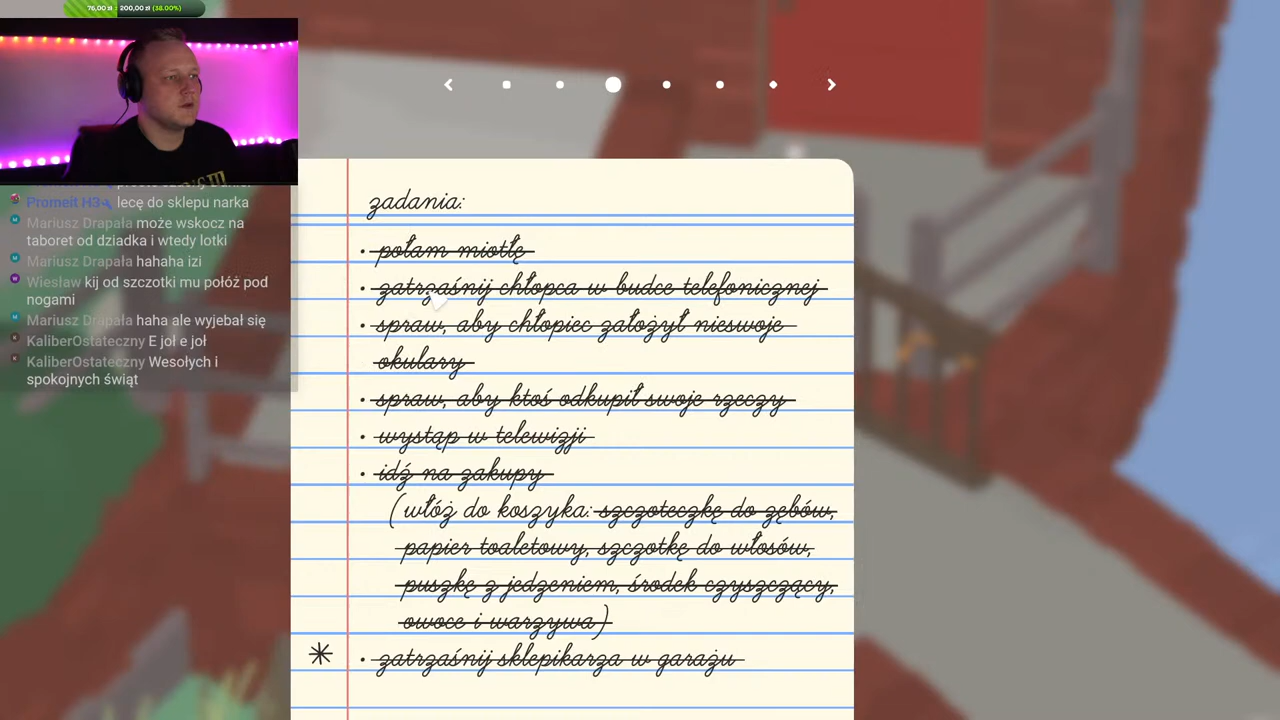 76,00 zł : 200,00 zł (38.00%)
Promeit H3 lecę do sklepu narka
Mariusz Drapała może wskocz na
taboret od dziadka i wtedy lotki
Mariusz Drapała hahaha izi
Wiesław kij od szczotki mu połóż pod
nogami
Mariusz Drapała haha ale wyjebał się
KaliberOstateczny E joł e joł
KaliberOstateczny Wesołych i
spokojnych świąt
zadania:
• połam miotłę
• zatrzaśnij chłopca w budce telefonicznej
• spraw, aby chłopiec założył nieswoje
okulary
• spraw, aby ktoś odkupił swoje rzeczy
• wystąp w telewizji
• idź na zakupy
(włóż do koszyka: szczoteczkę do zębów,
papier toaletowy, szczotkę do włosów,
puszkę z jedzeniem, środek czyszczący,
owoce i warzywa)
• zatrzaśnij sklepikarza w garażu